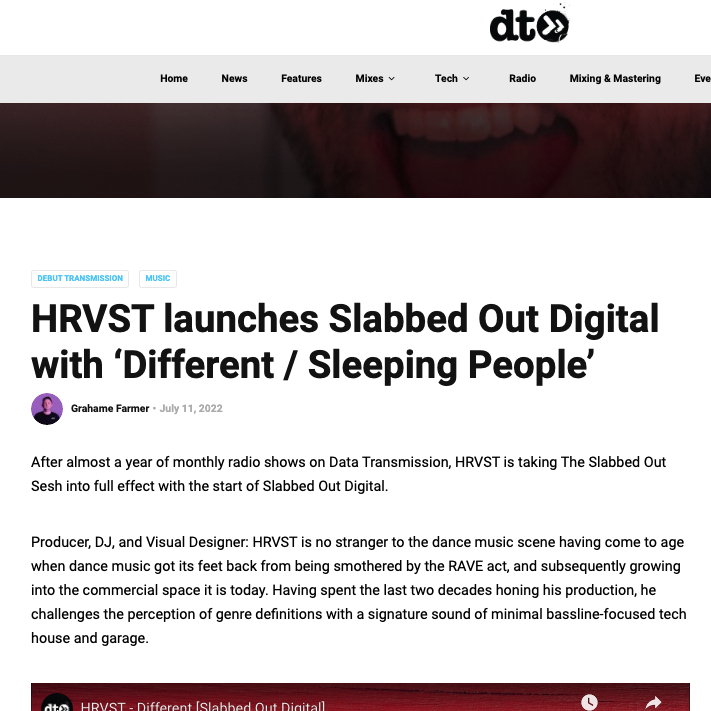 dt
Home News Features Mixes Tech Radio Mixing & Mastering Eve
DEBUT TRANSMISSION MUSIC
HRVST launches Slabbed Out Digital
with ‘Different / Sleeping People’
Grahame Farmer • July 11, 2022
After almost a year of monthly radio shows on Data Transmission, HRVST is taking The Slabbed Out
Sesh into full effect with the start of Slabbed Out Digital.
Producer, DJ, and Visual Designer: HRVST is no stranger to the dance music scene having come to age
when dance music got its feet back from being smothered by the RAVE act, and subsequently growing
into the commercial space it is today. Having spent the last two decades honing his production, he
challenges the perception of genre definitions with a signature sound of minimal bassline-focused tech
house and garage.
dt HRVST - Different [Slabbed Out Digital]